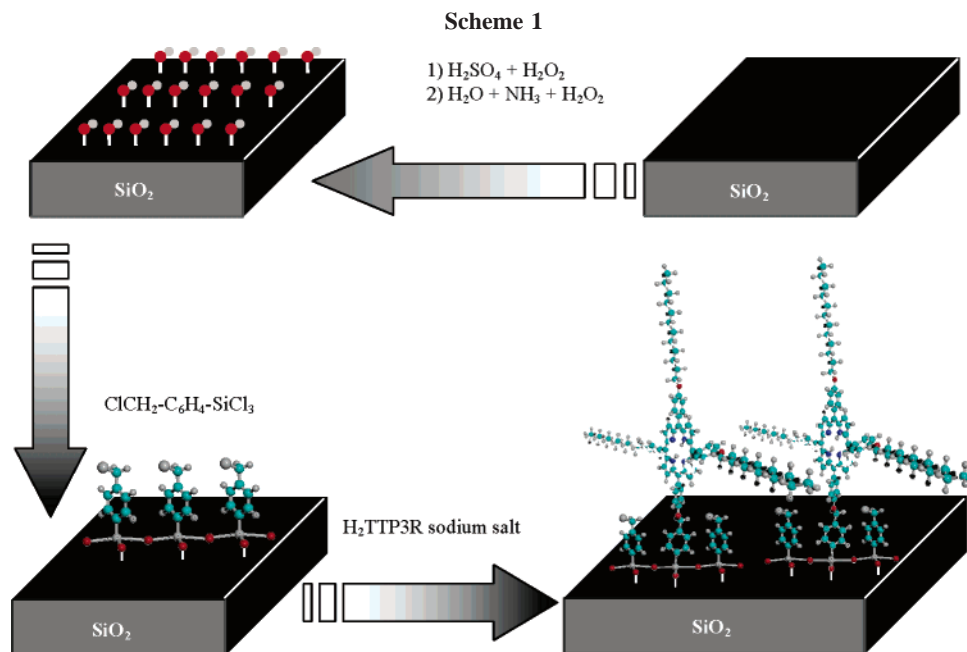 Scheme 1
1) H₂SO₄ + H₂O₂
2) H₂O + NH₃ + H₂O₂
SiO₂
SiO₂
ClCH₂-C₆H₄-SiCl₃
H₂TTP3R sodium salt
SiO₂
SiO₂